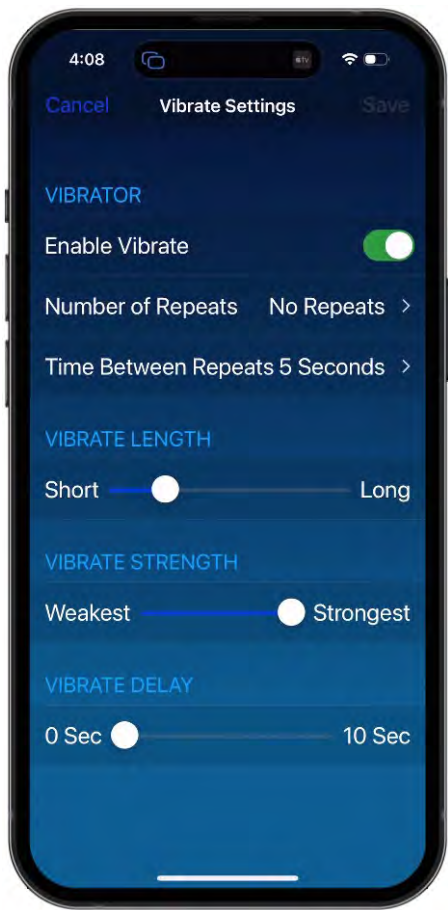 4:08
Cancel Vibrate Settings Save
VIBRATOR
Enable Vibrate
Number of Repeats No Repeats >
Time Between Repeats 5 Seconds >
VIBRATE LENGTH
Short Long
VIBRATE STRENGTH
Weakest Strongest
VIBRATE DELAY
0 Sec 10 Sec